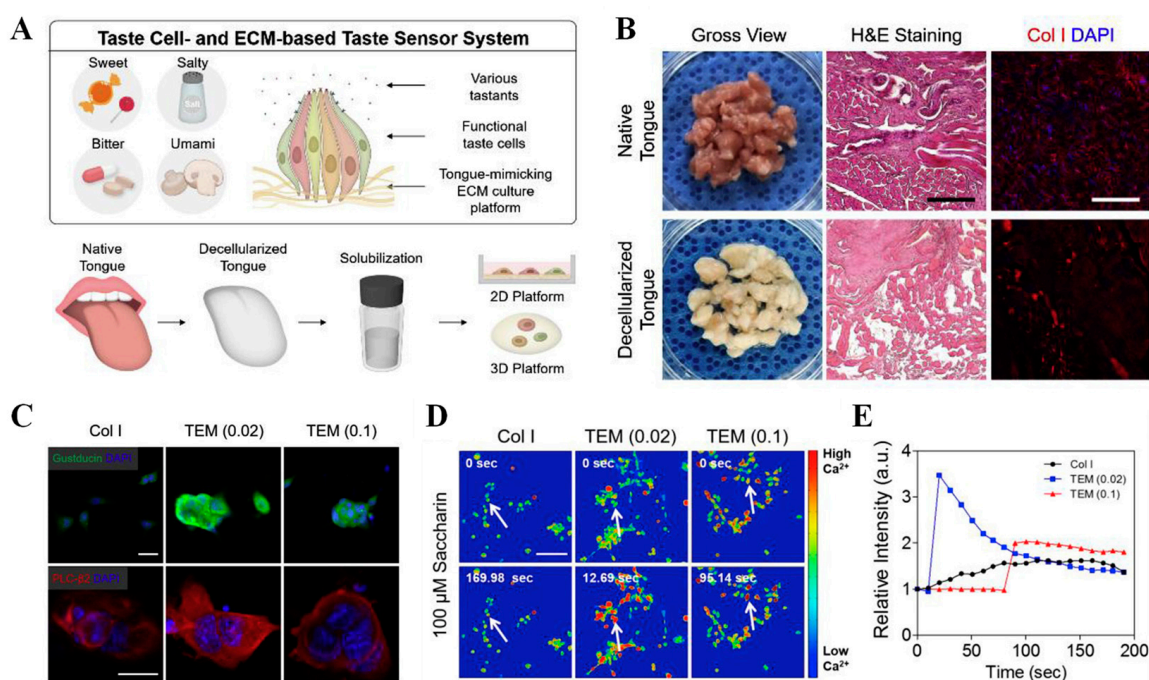 A
Taste Cell- and ECM-based Taste Sensor System
Sweet
Salty
Salt
Bitter
Umami
Various
tastants
Functional
taste cells
Tongue-mimicking
ECM culture
platform
Native
Tongue
Decellularized
Tongue
Solubilization
2D Platform
3D Platform
B
Gross View
H&E Staining
Col I DAPI
Native
Tongue
Decellularized
Tongue
C
Col I
TEM (0.02)
TEM (0.1)
Gustducin DAPI
PLC-β2 DAPI
D
Col I
TEM (0.02)
TEM (0.1)
100 μM Saccharin
0 sec
0 sec
0 sec
169.98 sec
12.69 sec
95.14 sec
High
Ca²⁺
Low
Ca²⁺
E
Relative Intensity (a.u.)
5
4
3
2
1
0
Col I
TEM (0.02)
TEM (0.1)
0
50
100
150
200
Time (sec)